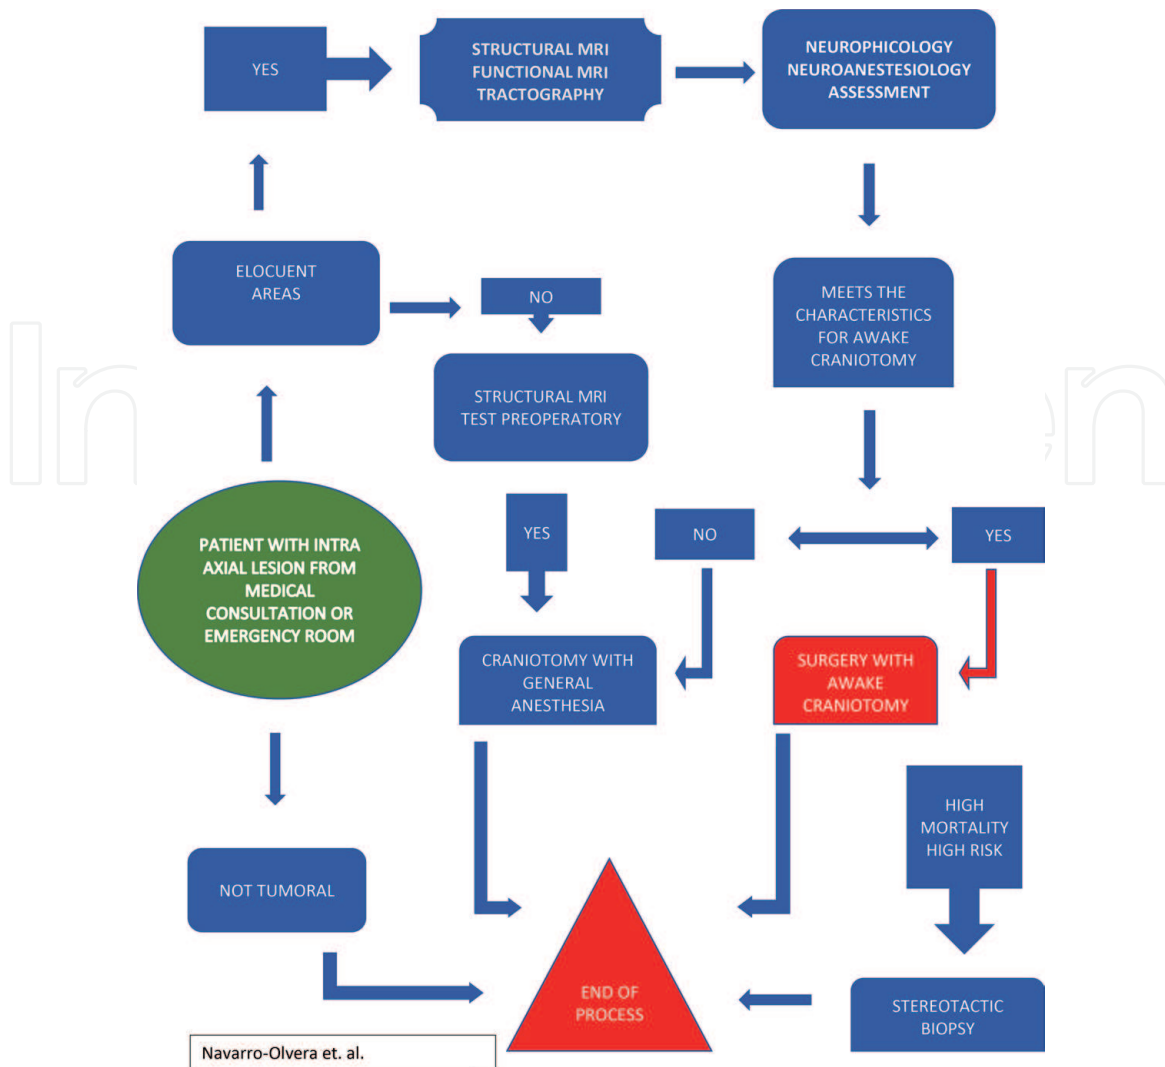 YES
STRUCTURAL MRI
FUNCTIONAL MRI
TRACTOGRAPHY
NEUROPHICOLOGY
NEUROANESTESIOLOGY
ASSESSMENT
ELOCUENT
AREAS
NO
MEETS THE
CHARACTERISTICS
FOR AWAKE
CRANIOTOMY
STRUCTURAL MRI
TEST PREOPERATORY
PATIENT WITH INTRA
AXIAL LESION FROM
MEDICAL
CONSULTATION OR
EMERGENCY ROOM
YES
NO
YES
CRANIOTOMY WITH
GENERAL
ANESTHESIA
SURGERY WITH
AWAKE
CRANIOTOMY
HIGH
MORTALITY
HIGH RISK
NOT TUMORAL
END OF
PROCESS
STEREOTACTIC
BIOPSY
Navarro-Olvera et. al.